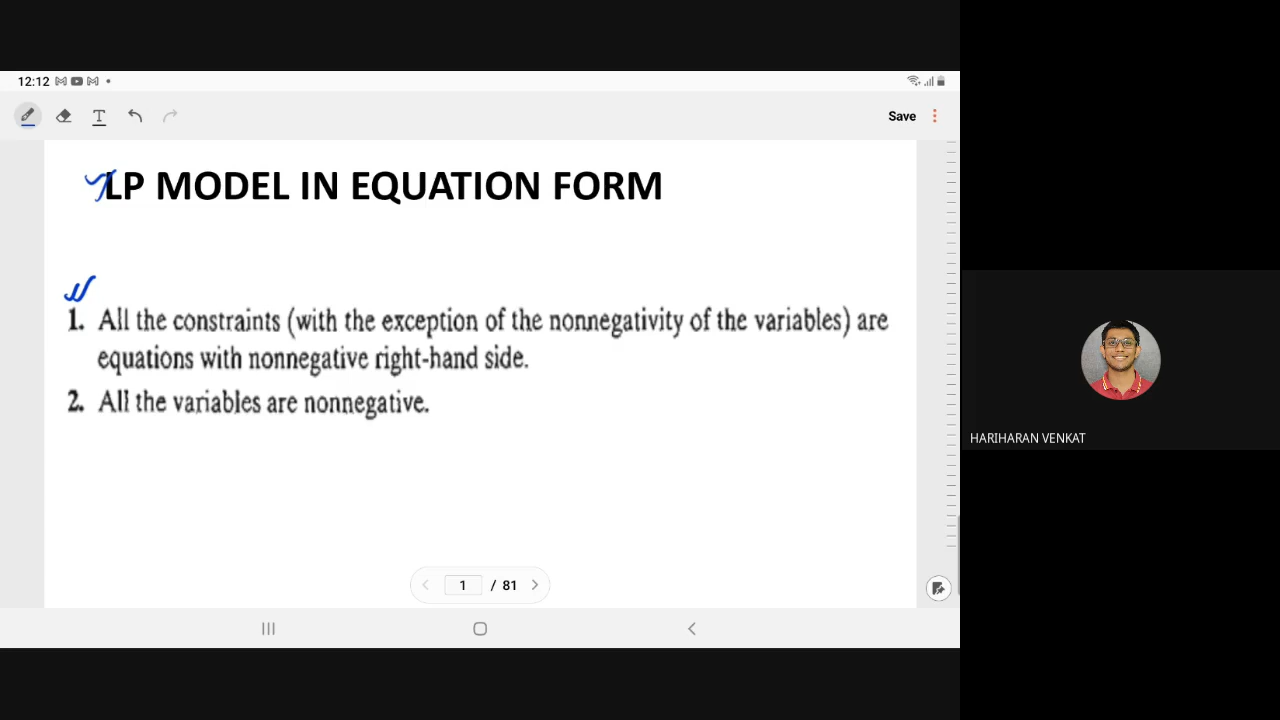 12:12
Save
LP MODEL IN EQUATION FORM
1. All the constraints (with the exception of the nonnegativity of the variables) are
equations with nonnegative right-hand side.
2. All the variables are nonnegative.
1 / 81
HARIHARAN VENKAT